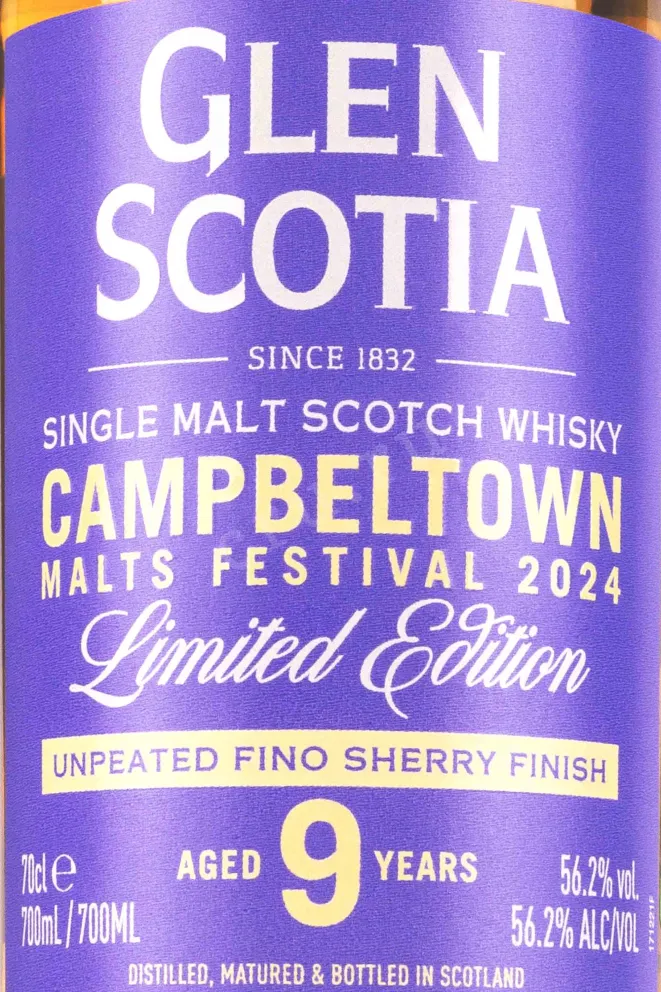 GLEN
SCOTIA
SINCE 1832
SINGLE MALT SCOTCH WHISKY
CAMPBELTOWN
MALTS FESTIVAL 2024
Limited Edition
UNPEATED FINO SHERRY FINISH
AGED 9 YEARS
70cl e
700mL/700ML
56.2% vol.
56.2% ALC/VOL
171221F
DISTILLED, MATURED & BOTTLED IN SCOTLAND